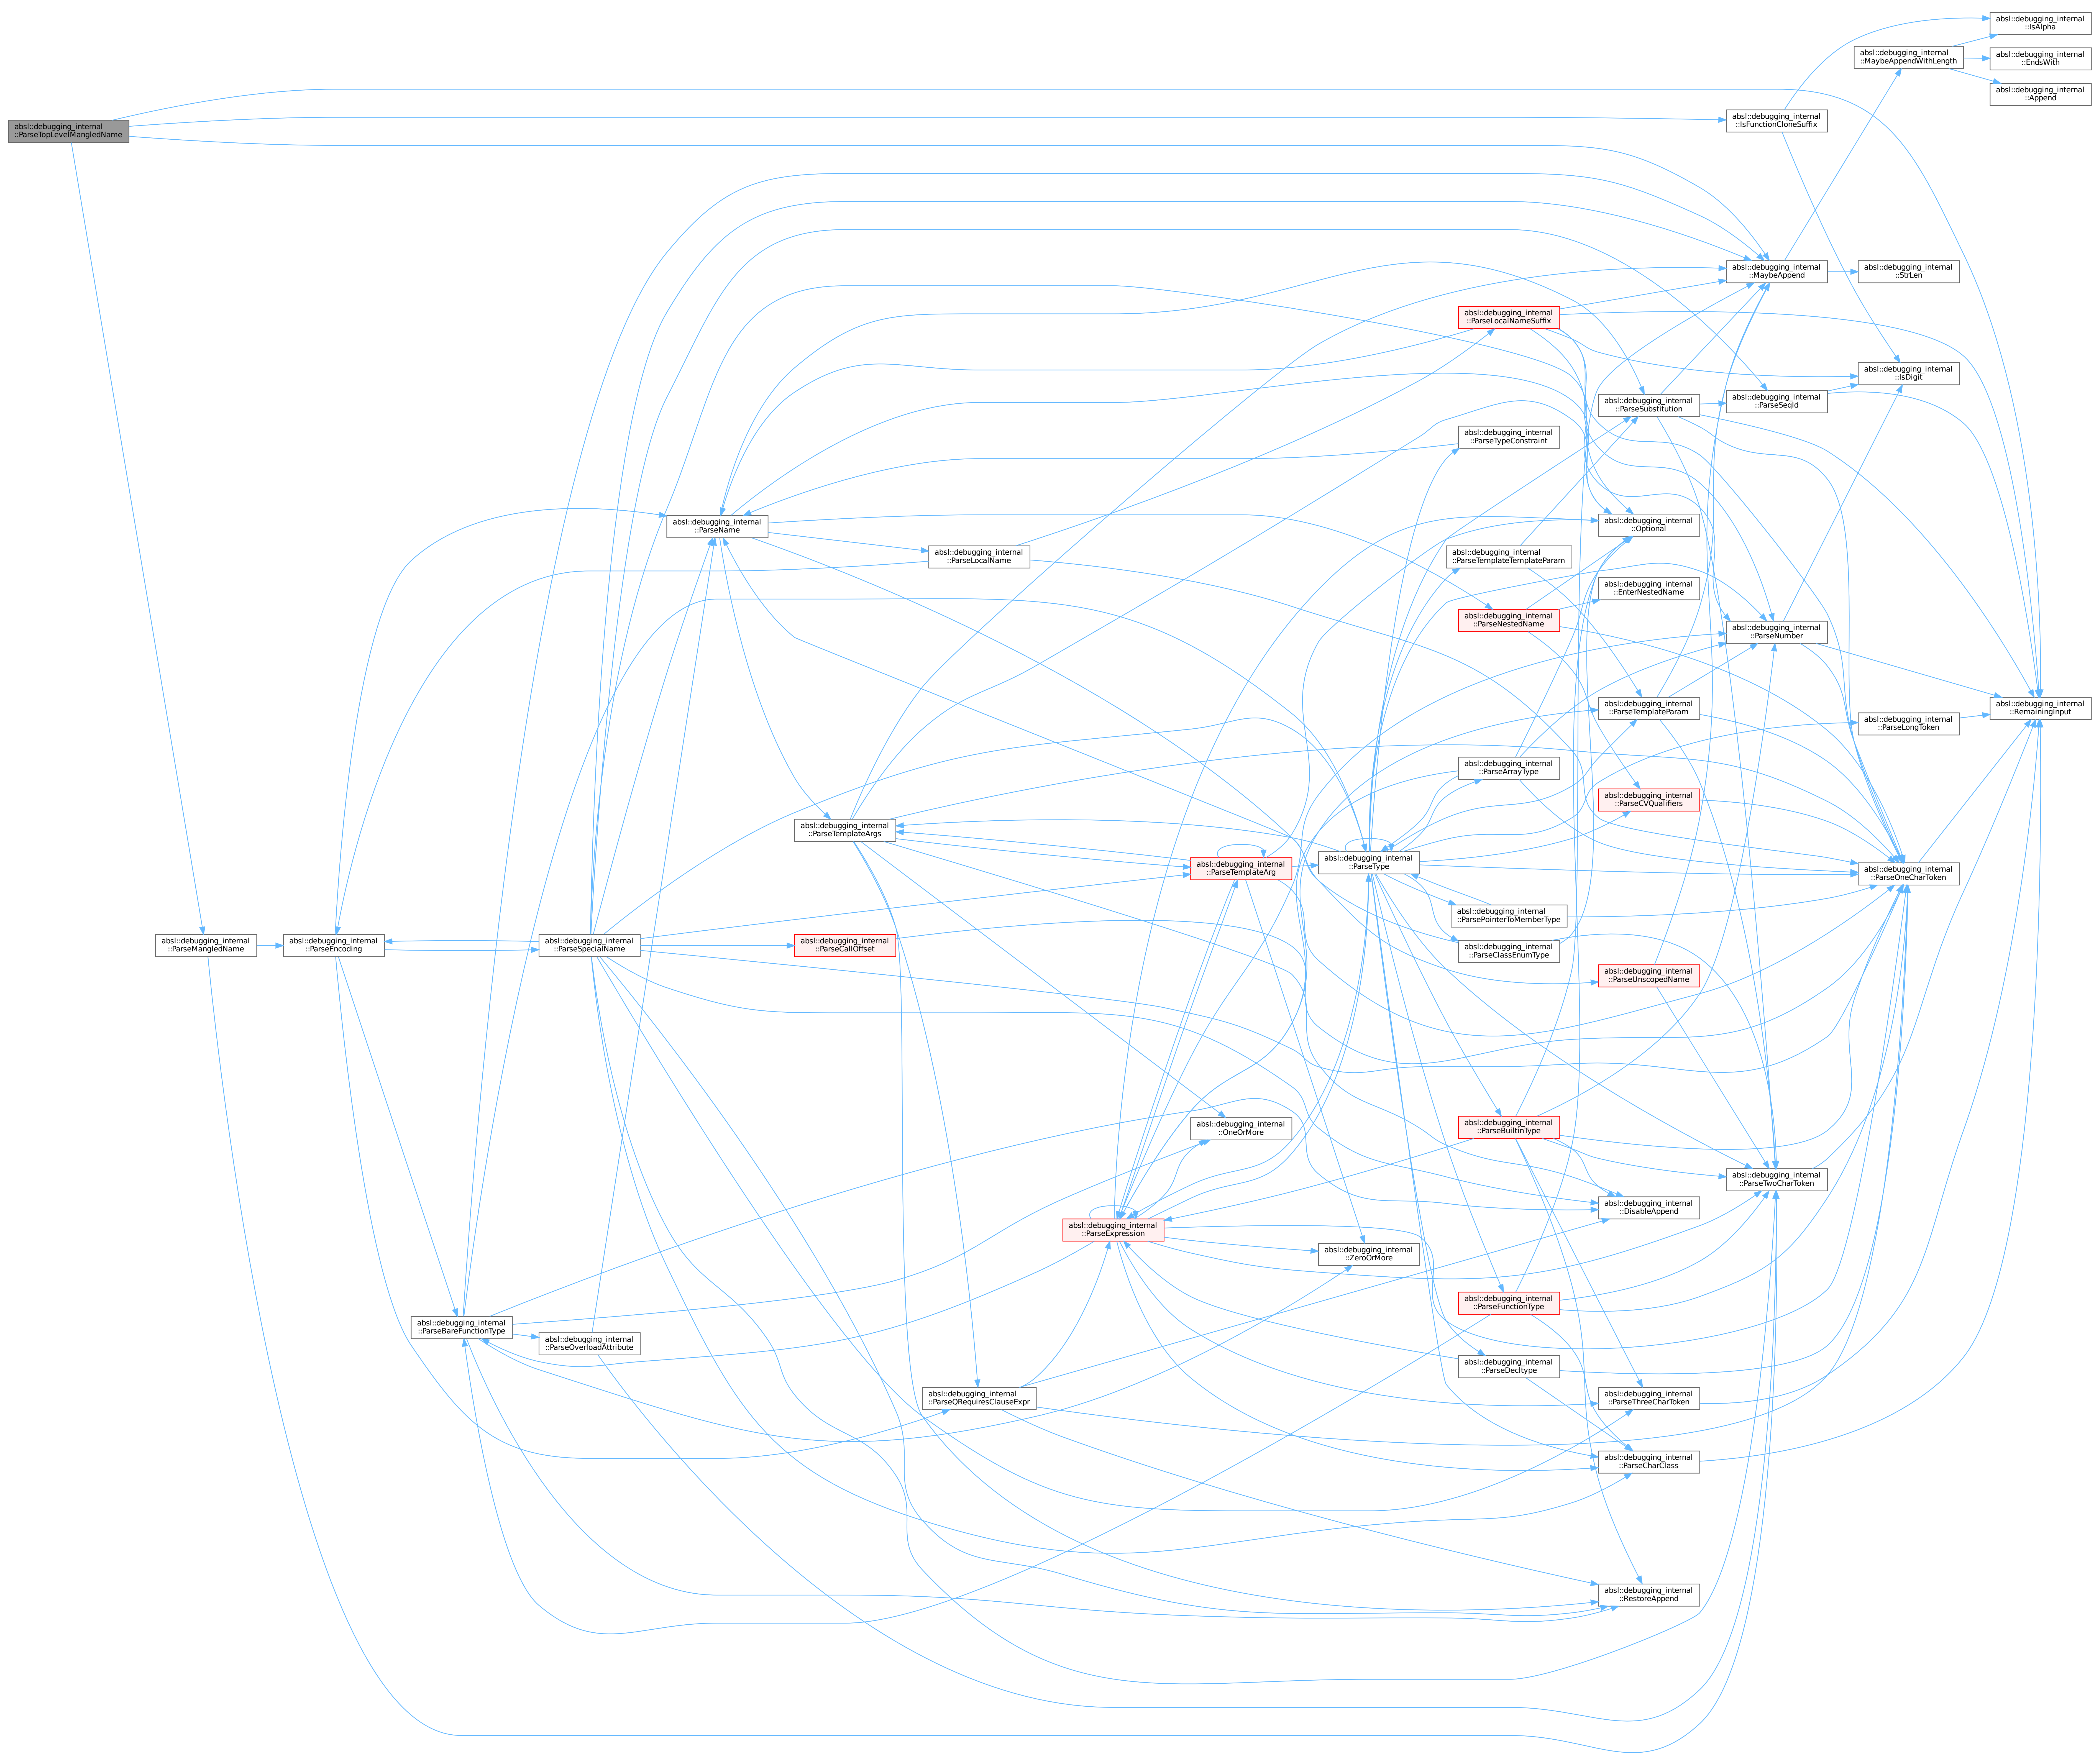 absl::debugging_internal
::ParseTopLevelMangledName
absl::debugging_internal
::ParseMangledName
absl::debugging_internal
::ParseEncoding
absl::debugging_internal
::ParseBareFunctionType
absl::debugging_internal
::ParseSpecialName
absl::debugging_internal
::ParseOverloadAttribute
absl::debugging_internal
::ParseName
absl::debugging_internal
::ParseTemplateArgs
absl::debugging_internal
::ParseCallOffset
absl::debugging_internal
::ParseLocalName
absl::debugging_internal
::ParseQRequiresClauseExpr
absl::debugging_internal
::ParseExpression
absl::debugging_internal
::ParseTemplateArg
absl::debugging_internal
::OneOrMore
absl::debugging_internal
::ParseType
absl::debugging_internal
::ZeroOrMore
absl::debugging_internal
::ParseLocalNameSuffix
absl::debugging_internal
::ParseTypeConstraint
absl::debugging_internal
::ParseTemplateTemplateParam
absl::debugging_internal
::ParseNestedName
absl::debugging_internal
::ParseArrayType
absl::debugging_internal
::ParsePointerToMemberType
absl::debugging_internal
::ParseClassEnumType
absl::debugging_internal
::ParseBuiltinType
absl::debugging_internal
::ParseFunctionType
absl::debugging_internal
::ParseDecltype
absl::debugging_internal
::ParseSubstitution
absl::debugging_internal
::Optional
absl::debugging_internal
::EnterNestedName
absl::debugging_internal
::ParseTemplateParam
absl::debugging_internal
::ParseCVQualifiers
absl::debugging_internal
::ParseUnscopedName
absl::debugging_internal
::DisableAppend
absl::debugging_internal
::ParseThreeCharToken
absl::debugging_internal
::ParseCharClass
absl::debugging_internal
::RestoreAppend
absl::debugging_internal
::IsFunctionCloneSuffix
absl::debugging_internal
::MaybeAppend
absl::debugging_internal
::ParseSeqId
absl::debugging_internal
::ParseNumber
absl::debugging_internal
::ParseTwoCharToken
absl::debugging_internal
::MaybeAppendWithLength
absl::debugging_internal
::StrLen
absl::debugging_internal
::IsDigit
absl::debugging_internal
::ParseLongToken
absl::debugging_internal
::ParseOneCharToken
absl::debugging_internal
::IsAlpha
absl::debugging_internal
::EndsWith
absl::debugging_internal
::Append
absl::debugging_internal
::RemainingInput